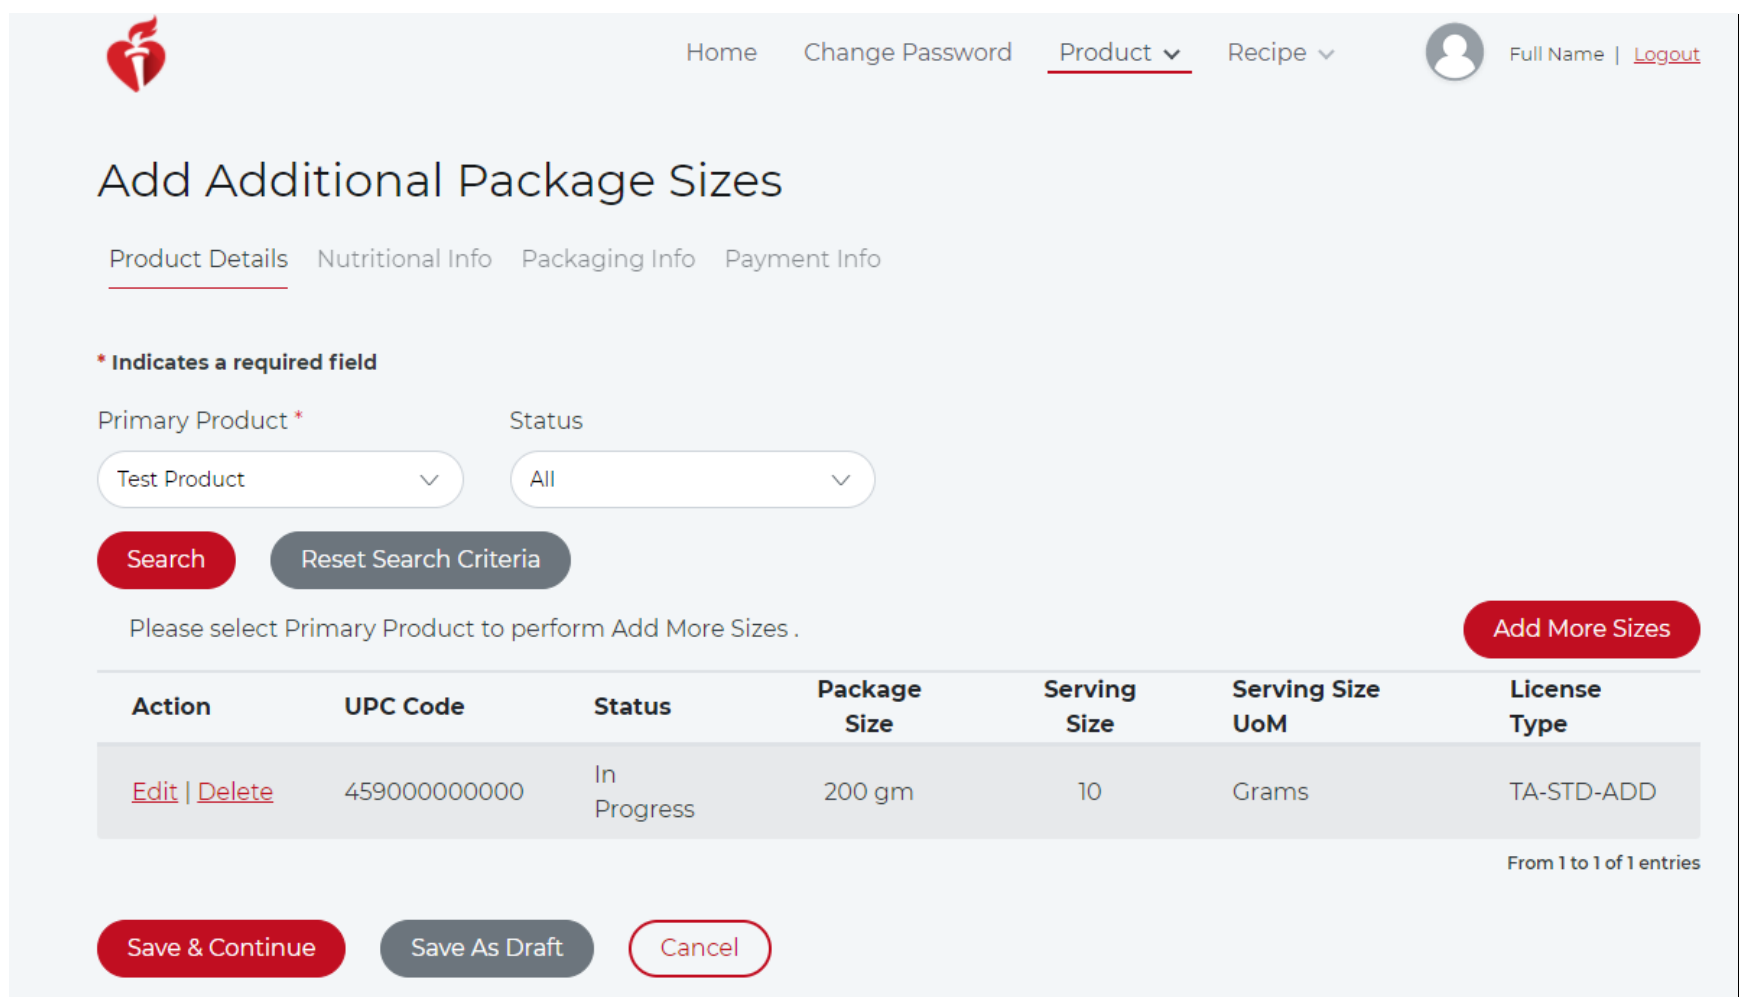 Home Change Password Product Recipe Full Name | Logout
Add Additional Package Sizes
Product Details Nutritional Info Packaging Info Payment Info
* Indicates a required field
Primary Product * Status
Test Product All
Search Reset Search Criteria
Please select Primary Product to perform Add More Sizes . Add More Sizes
Action UPC Code Status Package Size Serving Size Serving Size UoM License Type
Edit | Delete 459000000000 In Progress 200 gm 10 Grams TA-STD-ADD
From 1 to 1 of 1 entries
Save & Continue Save As Draft Cancel